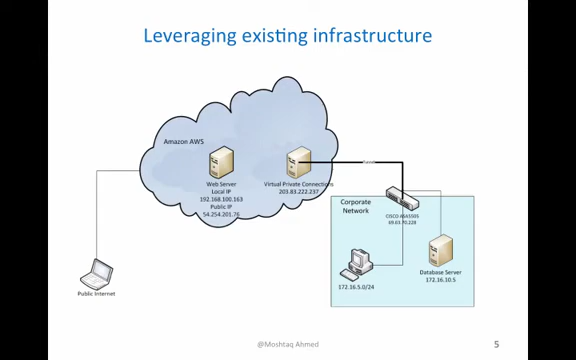 Leveraging existing infrastructure
Amazon AWS
Web Server
Local IP
192.168.100.163
Public IP
54.254.201.76
Virtual Private Connections
203.83.222.237
Corporate
Network
CISCO ASA5505
Public Internet
172.16.5.0/24
Database Server
172.16.10.5
@Moshtaq Ahmed
5